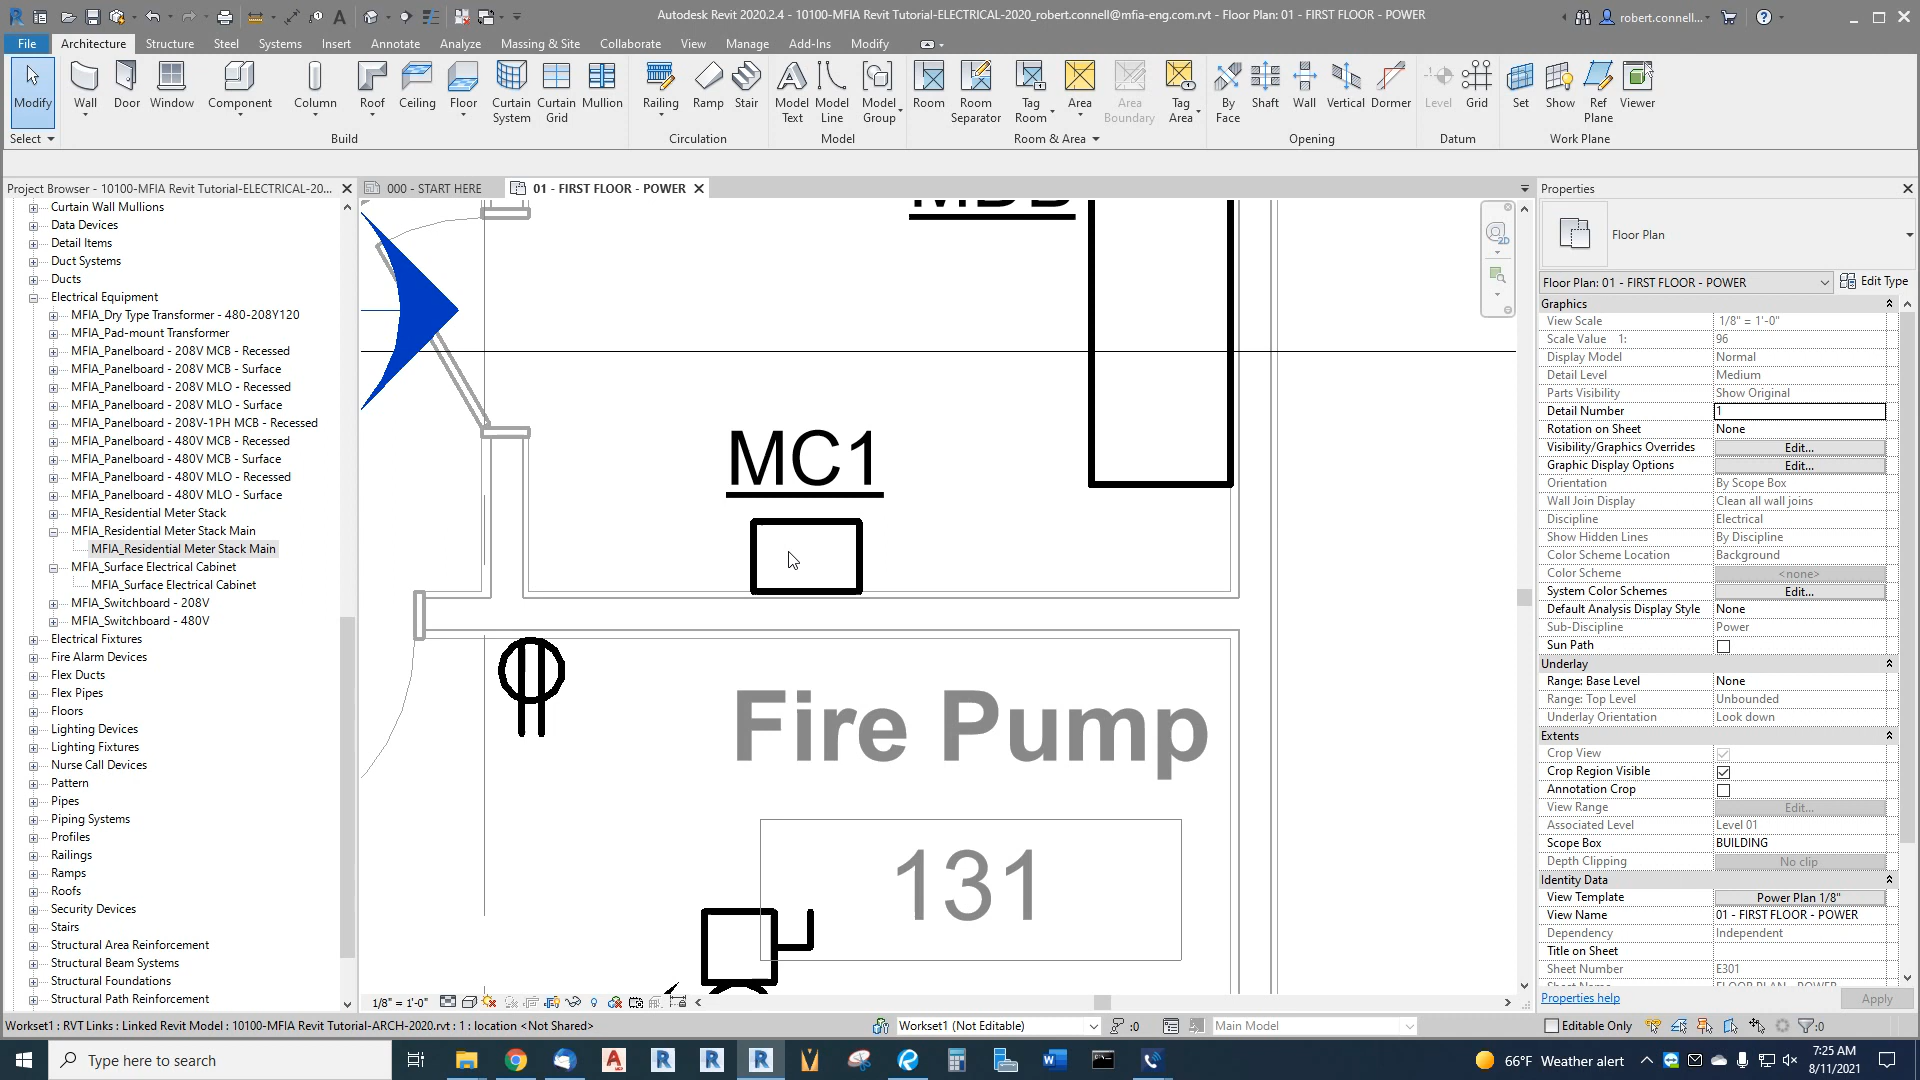 Autodesk Revit 2020.2.4 - 10100-MFIA Revit Tutorial-ELECTRICAL-2020_robert.connell@mfia-eng.com.rvt - Floor Plan: 01 - FIRST FLOOR - POWER
robert.connell...
File Architecture Structure Steel Systems Insert Annotate Analyze Massing & Site Collaborate View Manage Add-Ins Modify
Modify Wall Door Window Component Column Roof Ceiling Floor Curtain System Curtain Grid Mullion Railing Ramp Stair Model Text Model Line Model Group Room Room Separator Tag Room Area Area Boundary Tag Area By Face Shaft Wall Vertical Dormer Level Grid Set Show Ref Plane Viewer
Select Build Circulation Model Room & Area Opening Datum Work Plane
Project Browser - 10100-MFIA Revit Tutorial-ELECTRICAL-20...
Curtain Wall Mullions
Data Devices
Detail Items
Duct Systems
Ducts
Electrical Equipment
MFIA_Dry Type Transformer - 480-208Y120
MFIA_Pad-mount Transformer
MFIA_Panelboard - 208V MCB - Recessed
MFIA_Panelboard - 208V MCB - Surface
MFIA_Panelboard - 208V MLO - Recessed
MFIA_Panelboard - 208V MLO - Surface
MFIA_Panelboard - 208V-1PH MCB - Recessed
MFIA_Panelboard - 480V MCB - Recessed
MFIA_Panelboard - 480V MCB - Surface
MFIA_Panelboard - 480V MLO - Recessed
MFIA_Panelboard - 480V MLO - Surface
MFIA_Residential Meter Stack
MFIA_Residential Meter Stack Main
MFIA_Residential Meter Stack Main
MFIA_Surface Electrical Cabinet
MFIA_Surface Electrical Cabinet
MFIA_Switchboard - 208V
MFIA_Switchboard - 480V
Electrical Fixtures
Fire Alarm Devices
Flex Ducts
Flex Pipes
Floors
Lighting Devices
Lighting Fixtures
Nurse Call Devices
Pattern
Pipes
Piping Systems
Profiles
Railings
Ramps
Roofs
Security Devices
Stairs
Structural Area Reinforcement
Structural Beam Systems
Structural Foundations
Structural Path Reinforcement
000 - START HERE
01 - FIRST FLOOR - POWER
2D
MC1
Fire Pump
131
1/8" = 1'-0"
Properties
Floor Plan
Floor Plan: 01 - FIRST FLOOR - POWER Edit Type
Graphics
View Scale 1/8" = 1'-0"
Scale Value 1: 96
Display Model Normal
Detail Level Medium
Parts Visibility Show Original
Detail Number 1
Rotation on Sheet None
Visibility/Graphics Overrides Edit...
Graphic Display Options Edit...
Orientation By Scope Box
Wall Join Display Clean all wall joins
Discipline Electrical
Show Hidden Lines By Discipline
Color Scheme Location Background
Color Scheme <none>
System Color Schemes Edit...
Default Analysis Display Style None
Sub-Discipline Power
Sun Path
Underlay
Range: Base Level None
Range: Top Level Unbounded
Underlay Orientation Look down
Extents
Crop View
Crop Region Visible
Annotation Crop
View Range Edit...
Associated Level Level 01
Scope Box BUILDING
Depth Clipping No clip
Identity Data
View Template Power Plan 1/8"
View Name 01 - FIRST FLOOR - POWER
Dependency Independent
Title on Sheet
Sheet Number E301
Properties help Apply
Workset1 : RVT Links : Linked Revit Model : 10100-MFIA Revit Tutorial-ARCH-2020.rvt : 1 : location <Not Shared>
Workset1 (Not Editable) :0 Main Model Editable Only :0
Type here to search
66°F Weather alert
7:25 AM
8/11/2021